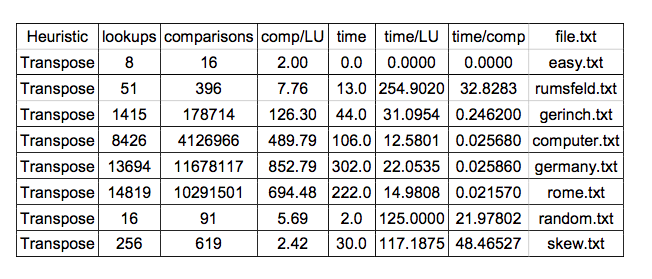 Heuristic lookups comparisons comp/LU time time/LU time/comp file.txt
Transpose 8 16 2.00 0.0 0.0000 0.0000 easy.txt
Transpose 51 396 7.76 13.0 254.9020 32.8283 rumsfeld.txt
Transpose 1415 178714 126.30 44.0 31.0954 0.246200 gerinch.txt
Transpose 8426 4126966 489.79 106.0 12.5801 0.025680 computer.txt
Transpose 13694 11678117 852.79 302.0 22.0535 0.025860 germany.txt
Transpose 14819 10291501 694.48 222.0 14.9808 0.021570 rome.txt
Transpose 16 91 5.69 2.0 125.0000 21.97802 random.txt
Transpose 256 619 2.42 30.0 117.1875 48.46527 skew.txt